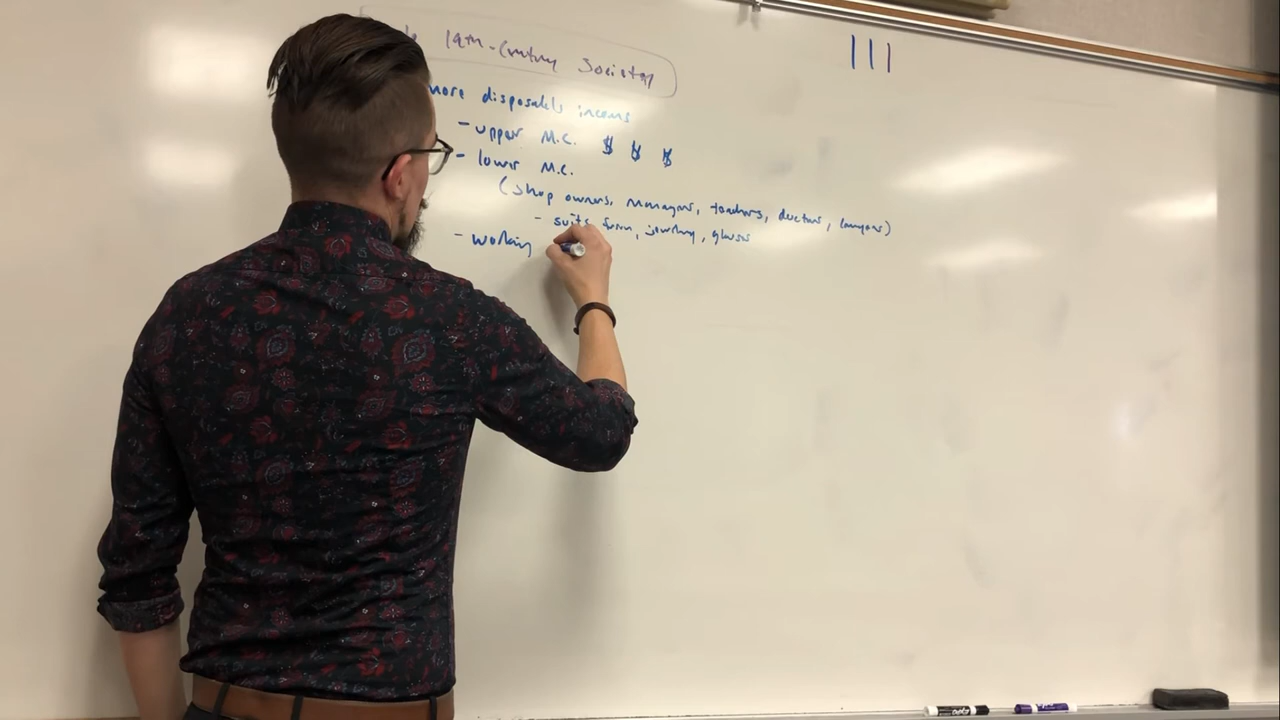 19th-Century Society
more disposable income
- upper M.C. $ $ $
- lower M.C.
(shop owners, managers, teachers, doctors, lawyers)
- suits, jewelry, glasses
- working
|||